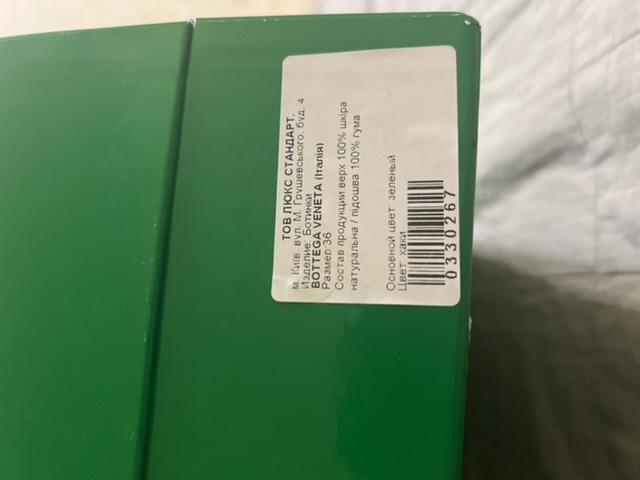 ТОВ ЛЮКС СТАНДАРТ.
м. Київ. вул. М. Грушевського. буд. 4
Изделие: Ботинки
BOTTEGA VENETA (Італія)
Размер:36
Состав продукции верх 100% шкіра
натуральна / підошва 100% гума
Основной цвет: зеленый
Цвет: хаки
0330267